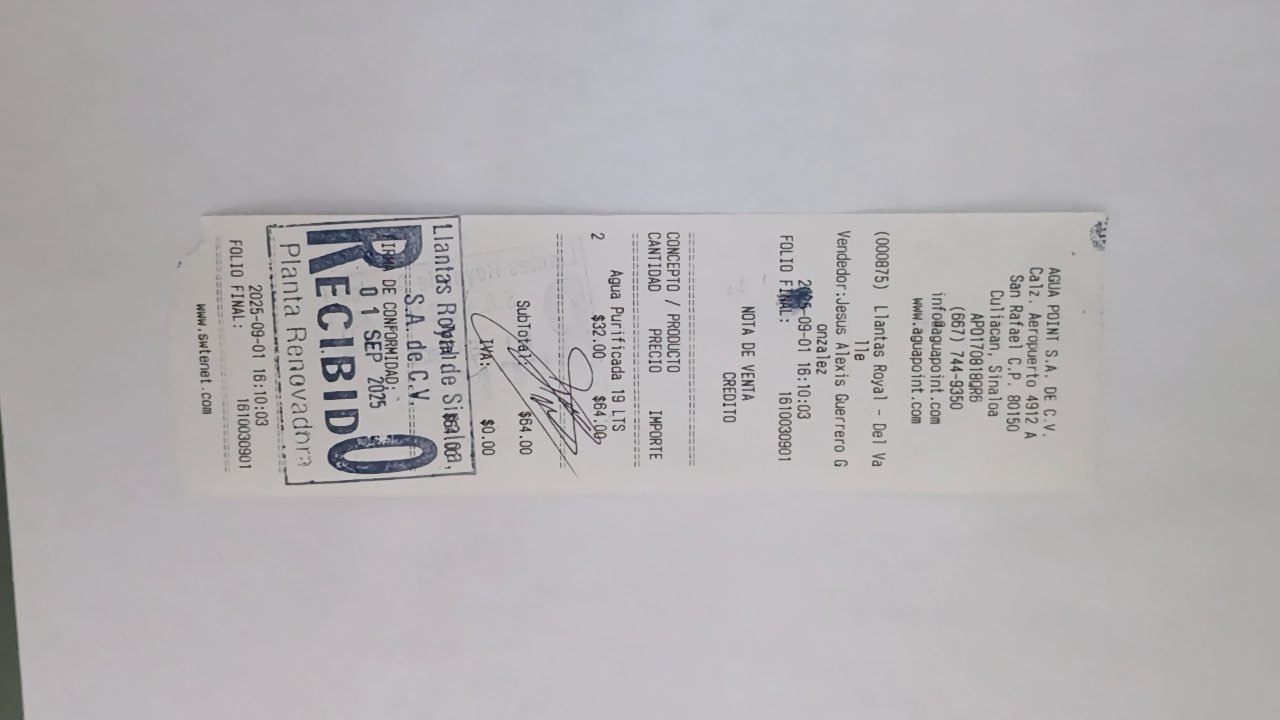 AGUA POINT S.A. DE C.V.
Calz. Aeropuerto 4912 A
San Rafael C.P. 80150
Culiacan, Sinaloa
APO170818QR6
(667) 744-9350
info@aguapoint.com
www.aguapoint.com
(000875) Llantas Royal - Del Va
lle
Vendedor:Jesus Alexis Guerrero G
onzalez
2025-09-01 16:10:03
FOLIO FINAL: 1610030901
NOTA DE VENTA
CREDITO
CONCEPTO / PRODUCTO
CANTIDAD PRECIO IMPORTE
Agua Purificada 19 LTS
2 $32.00 $64.00
SubTotal: $64.00
IVA: $0.00
Llantas Royal de Sinaloa,
S.A. de C.V.
FIRMA DE CONFORMIDAD:
0 1 SEP 2025
RECIBIDO
Planta Renovadora
2025-09-01 16:10:03
FOLIO FINAL: 1610030901
www.swtenet.com